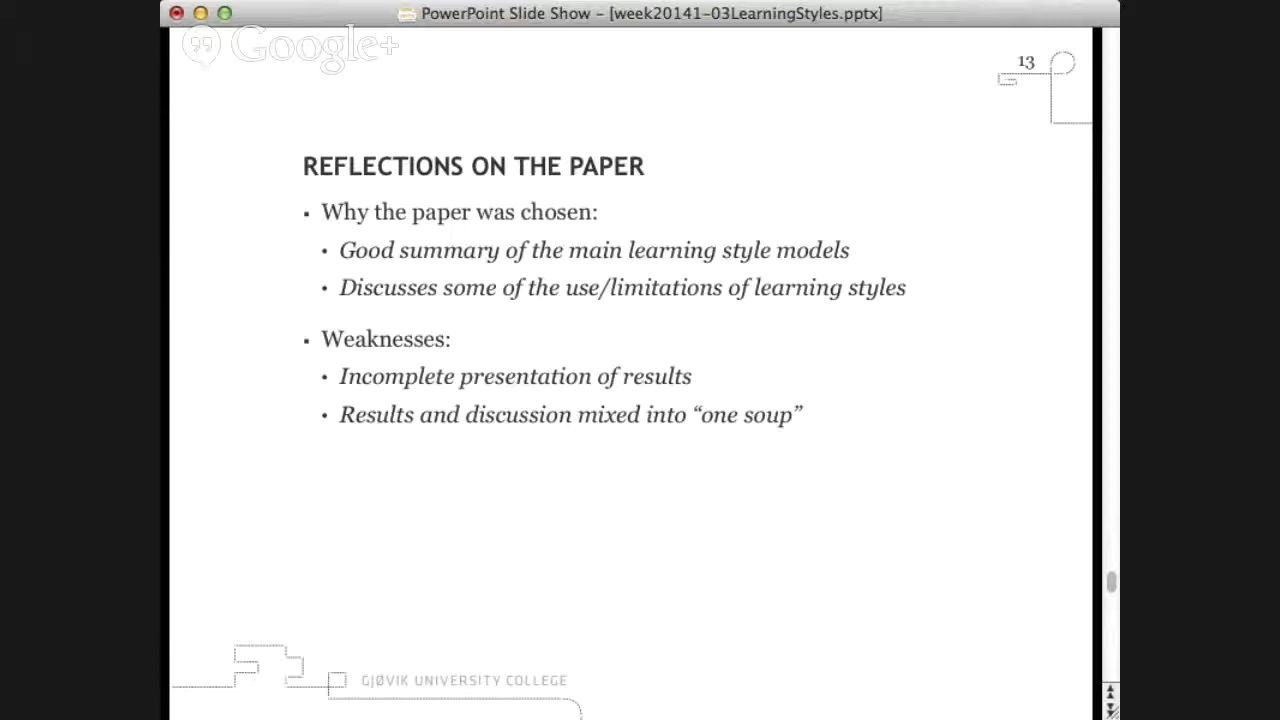 PowerPoint Slide Show – [week20141-03LearningStyles.pptx]
Google+
13
REFLECTIONS ON THE PAPER
▪ Why the paper was chosen:
• Good summary of the main learning style models
• Discusses some of the use/limitations of learning styles
▪ Weaknesses:
• Incomplete presentation of results
• Results and discussion mixed into “one soup”
GJØVIK UNIVERSITY COLLEGE